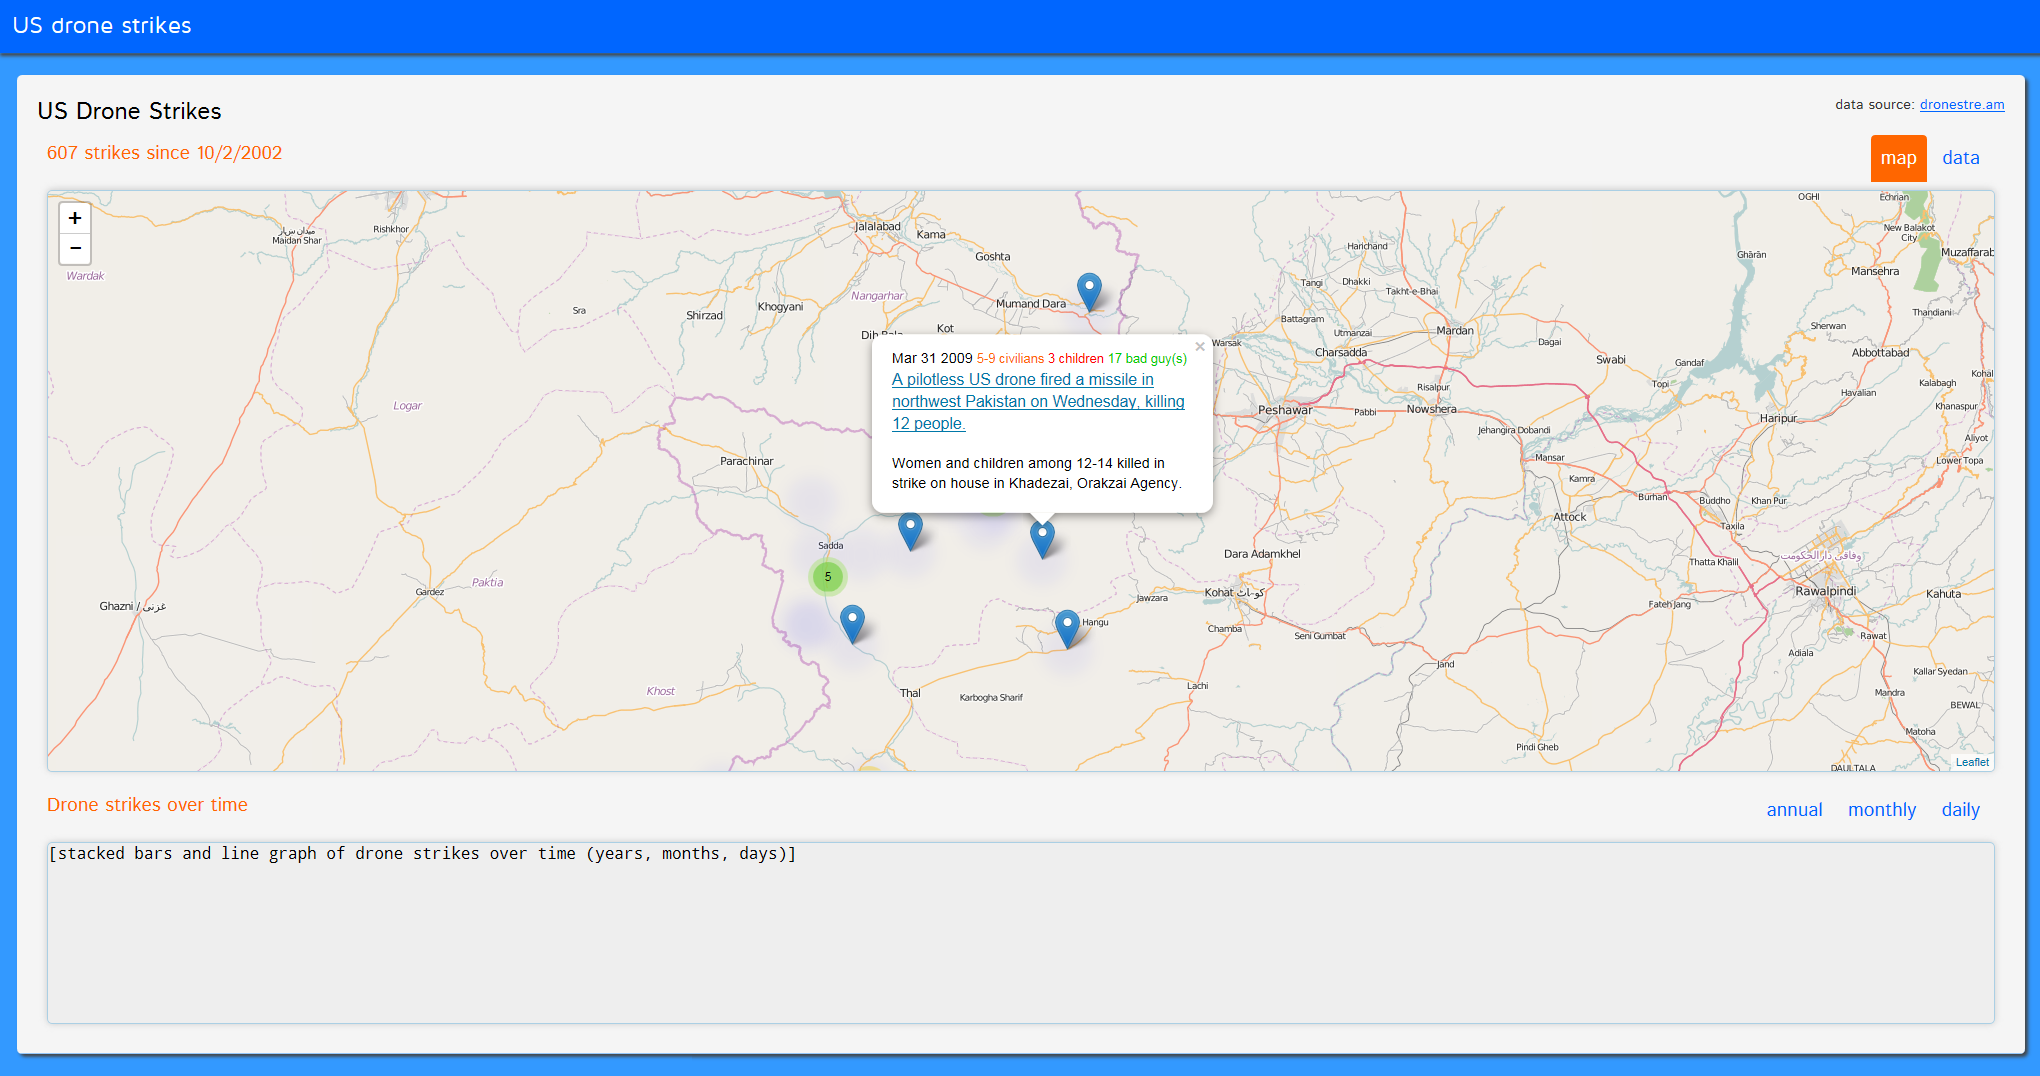 US drone strikes
US Drone Strikes
data source: dronestre.am
607 strikes since 10/2/2002
map
data
+
−
Wardak
Maidan Shar
Rishkhor
Jalalabad
Kama
Goshta
Nangarhar
Mumand Dara
Khogyani
Shirzad
Sra
Kot
Logar
Parachinar
Sadda
5
Paktia
Gardez
Ghazni / غزنی
Khost
Thal
Karbogha Sharif
Hangu
×
Mar 31 2009 5-9 civilians 3 children 17 bad guy(s)
A pilotless US drone fired a missile in
northwest Pakistan on Wednesday, killing
12 people.
Women and children among 12-14 killed in
strike on house in Khadezai, Orakzai Agency.
Warsak
Harichand
Tangi
Dhakki
Takht-e-Bhai
Battagram
Utmanzai
Charsadda
Mardan
Dagai
Swabi
Gandaf
Topi
Risalpur
Peshawar
Pabbi
Nowshera
Jehangira Dobandi
Mansar
Kamra
Attock
Burhan
Buddho
Khan Pur
Taxila
Dara Adamkhel
Kohat کوہاٹ
Jawzara
Chamba
Seni Gumbat
Lachi
Jand
Pindi Gheb
Fateh Jang
Thatta Khalil
وفاقی دار الحکومت
Rawalpindi
Kahuta
Rawat
Adiala
Kallar Syedan
Mandra
BEWAL
Matoha
DAULTALA
OGHI
Echrian
New Balakot
City
Muzaffarab
Ghārān
Mansehra
Thandiani
Sherwan
Abbottabad
Kalabagh
Kohal
Havalian
Khanaspur
Haripur
Aliyot
Lower Topa
Leaflet
Drone strikes over time
annual
monthly
daily
[stacked bars and line graph of drone strikes over time (years, months, days)]